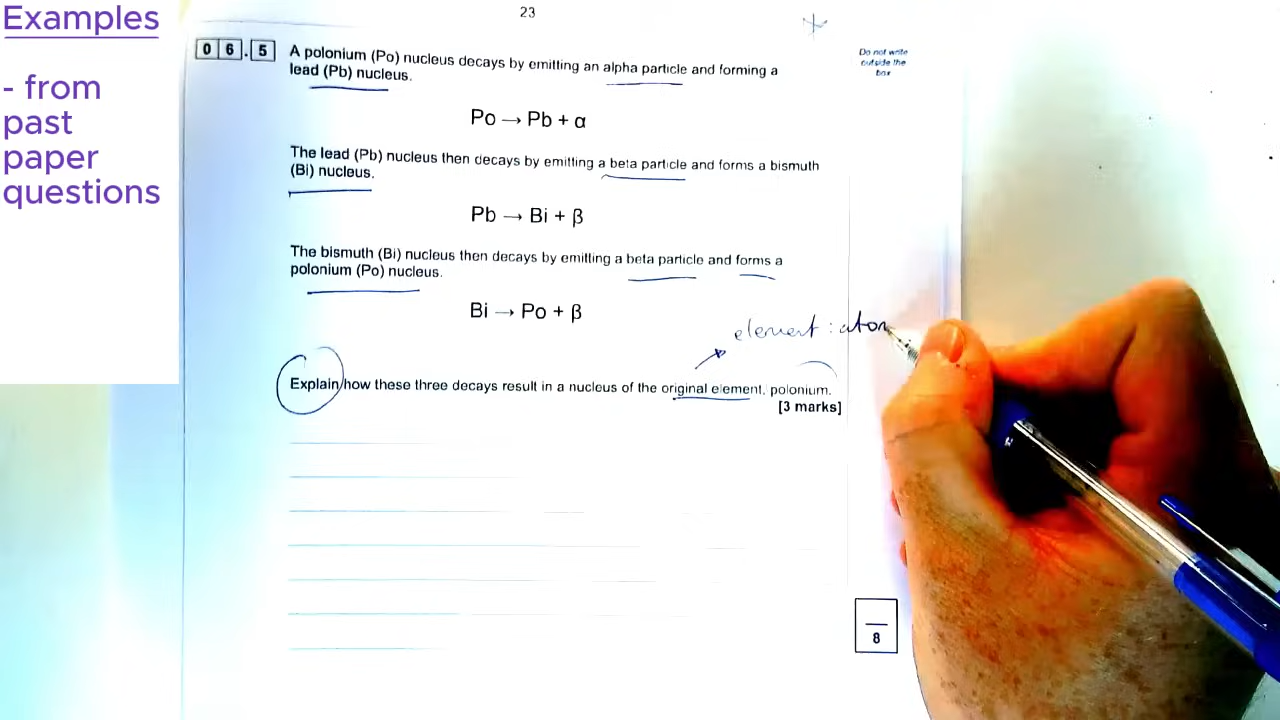 Examples
- from
past
paper
questions
23
Do not write
outside the
box
0 6 . 5
A polonium (Po) nucleus decays by emitting an alpha particle and forming a
lead (Pb) nucleus.
Po → Pb + α
The lead (Pb) nucleus then decays by emitting a beta particle and forms a bismuth
(Bi) nucleus.
Pb → Bi + β
The bismuth (Bi) nucleus then decays by emitting a beta particle and forms a
polonium (Po) nucleus.
Bi → Po + β
element : atom
Explain how these three decays result in a nucleus of the original element, polonium.
[3 marks]
8